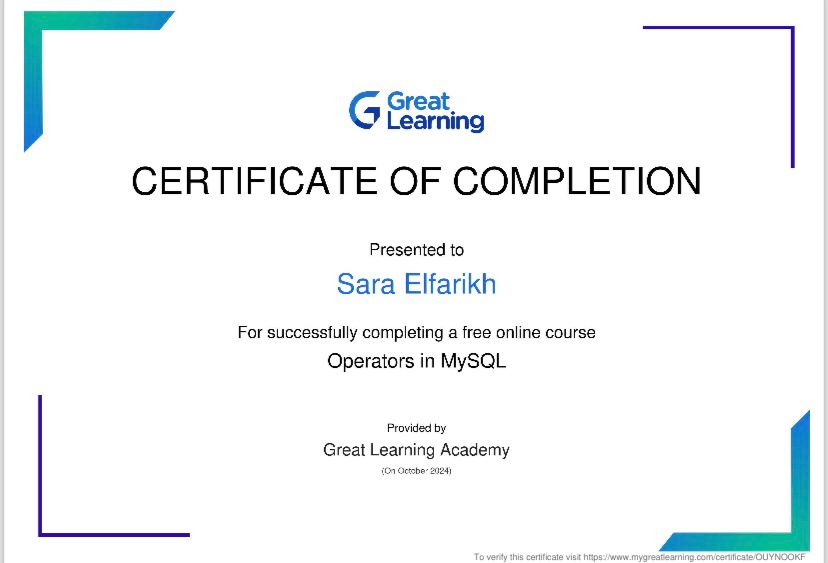 Great
Learning
CERTIFICATE OF COMPLETION
Presented to
Sara Elfarikh
For successfully completing a free online course
Operators in MySQL
Provided by
Great Learning Academy
(On October 2024)
To verify this certificate visit https://www.mygreatlearning.com/certificate/OUYNOOKF